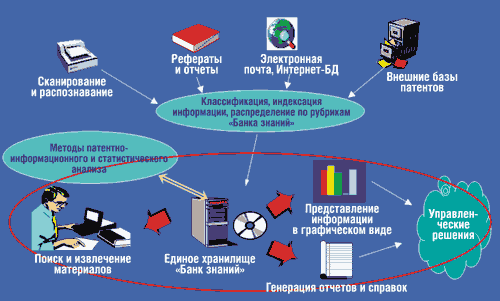 Сканирование
и распознавание
Рефераты
и отчеты
Электронная
почта, Интернет-БД
Внешние базы
патентов
Классификация, индексация
информации, распределение по рубрикам
«Банка знаний»
Методы патентно-
информационного и статистического
анализа
Поиск и извлечение
материалов
Единое хранилище
«Банк знаний»
Представление
информации
в графическом виде
Генерация отчетов и справок
Управлен-
ческие
решения